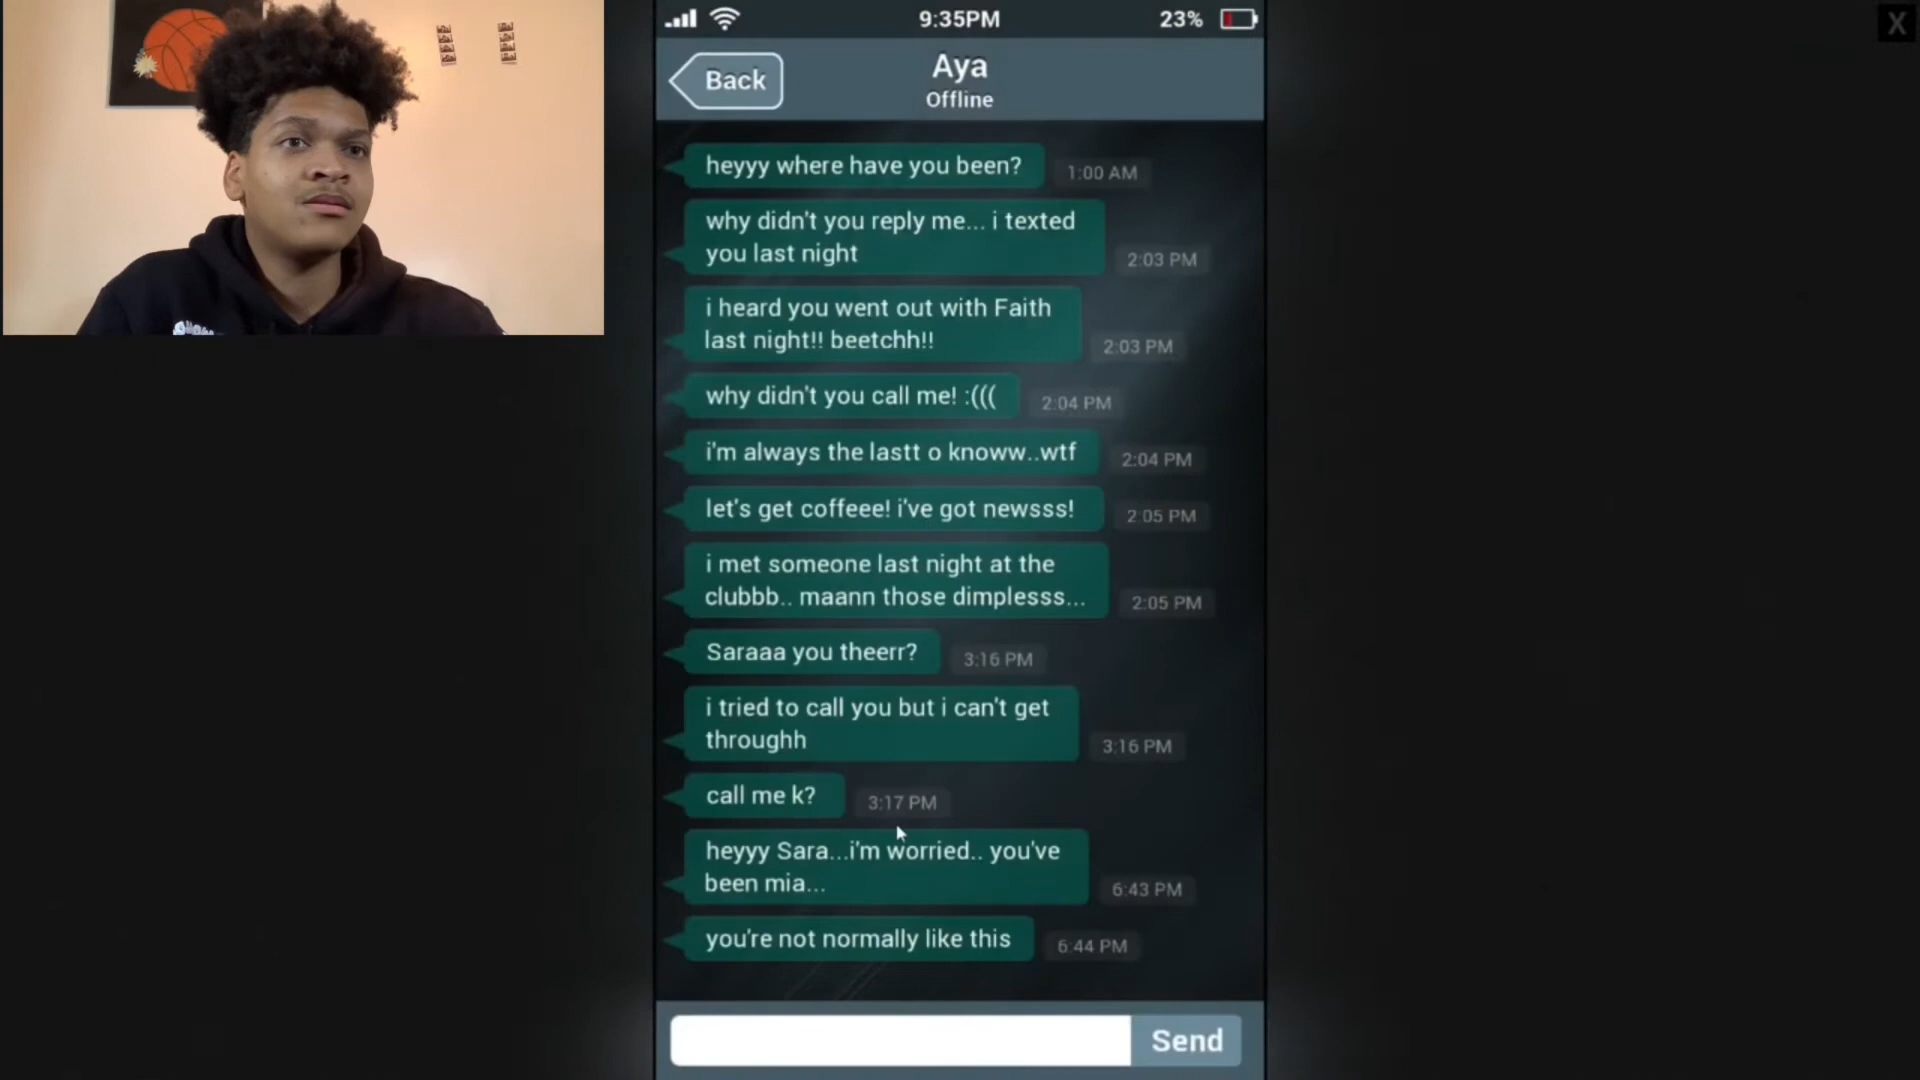 9:35PM
23%
X
Back
Aya
Offline
heyyy where have you been?
1:00 AM
why didn't you reply me... i texted
you last night
2:03 PM
i heard you went out with Faith
last night!! beetchh!!
2:03 PM
why didn't you call me! :(((
2:04 PM
i'm always the lastt o knoww..wtf
2:04 PM
let's get coffeee! i've got newsss!
2:05 PM
i met someone last night at the
clubbb.. maann those dimplesss...
2:05 PM
Saraaa you theerr?
3:16 PM
i tried to call you but i can't get
throughh
3:16 PM
call me k?
3:17 PM
heyyy Sara...i'm worried.. you've
been mia...
6:43 PM
you're not normally like this
6:44 PM
Send